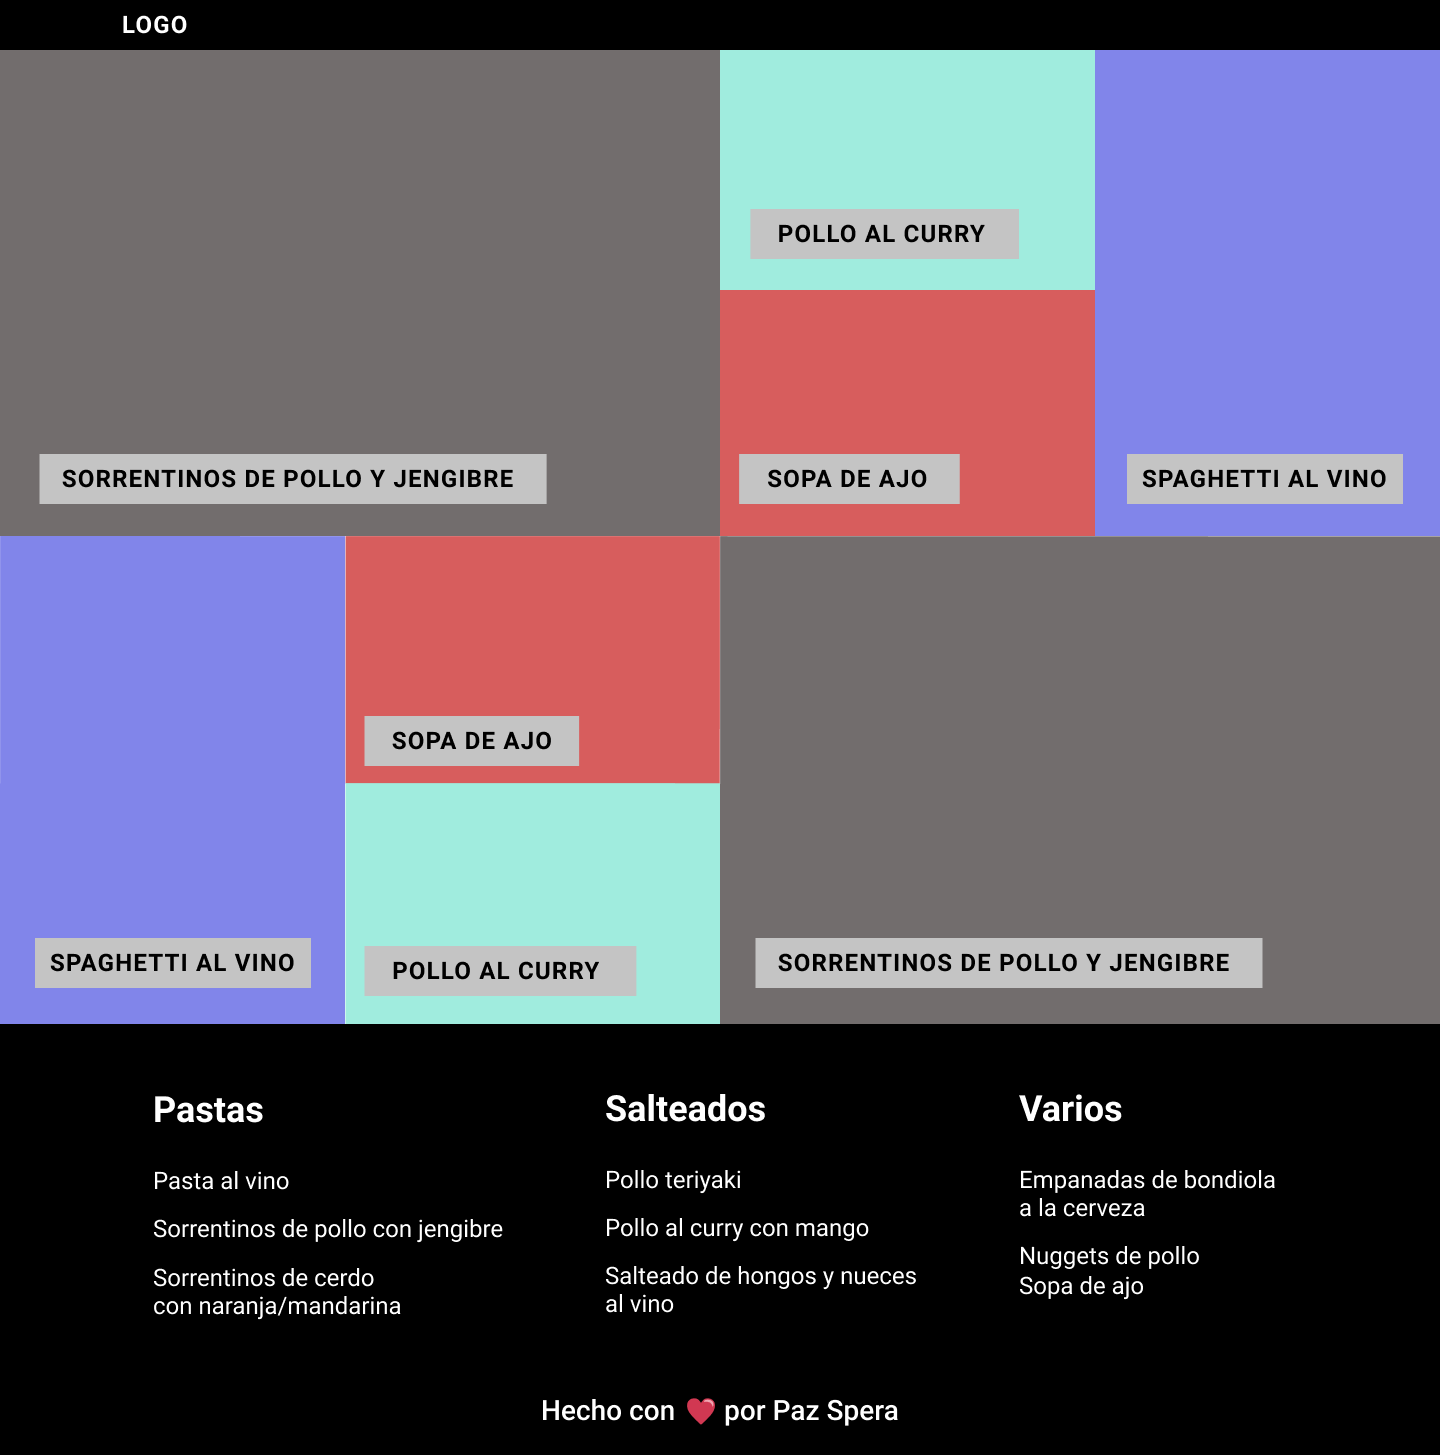 LOGO
POLLO AL CURRY
SORRENTINOS DE POLLO Y JENGIBRE
SOPA DE AJO
SPAGHETTI AL VINO
SOPA DE AJO
SPAGHETTI AL VINO
POLLO AL CURRY
SORRENTINOS DE POLLO Y JENGIBRE
Pastas
Pasta al vino
Sorrentinos de pollo con jengibre
Sorrentinos de cerdo
con naranja/mandarina
Salteados
Pollo teriyaki
Pollo al curry con mango
Salteado de hongos y nueces
al vino
Varios
Empanadas de bondiola
a la cerveza
Nuggets de pollo
Sopa de ajo
Hecho con ❤ por Paz Spera